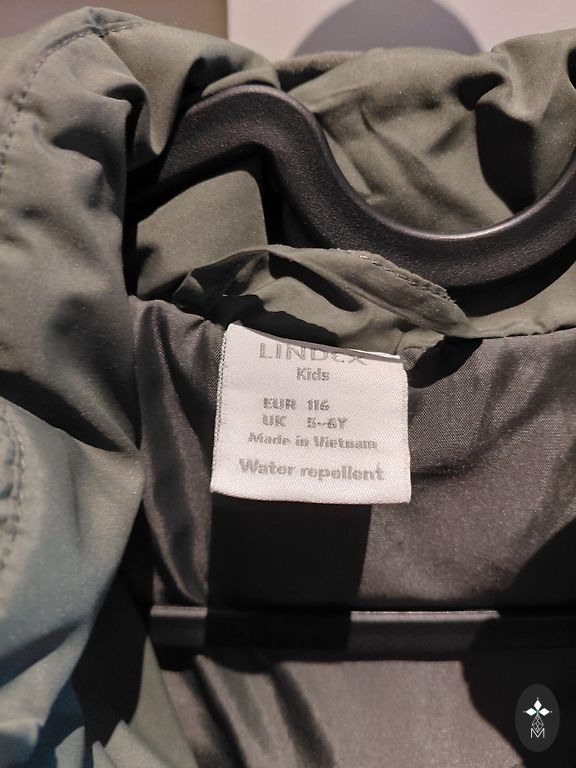 LINDEX
Kids
EUR 116
UK 5-6Y
Made in Vietnam
Water repellent